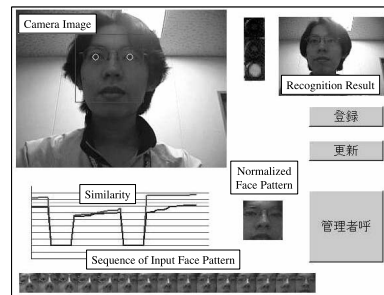 Camera Image
Recognition Result
登録
更新
Normalized
Face Pattern
Similarity
管理者呼
Sequence of Input Face Pattern